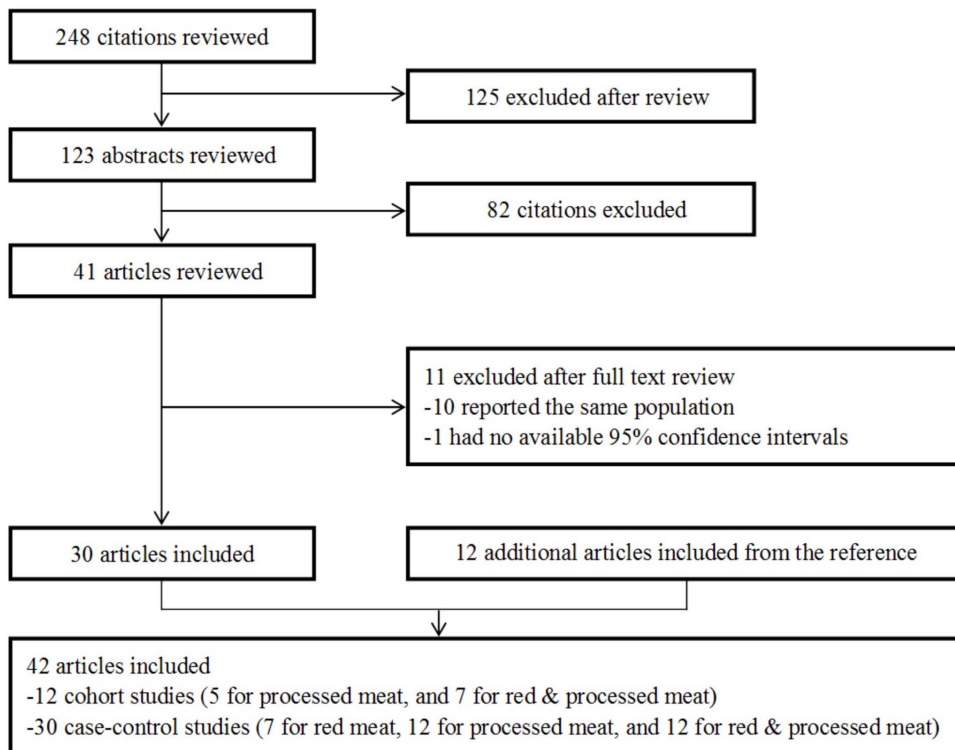 248 citations reviewed
125 excluded after review
123 abstracts reviewed
82 citations excluded
41 articles reviewed
11 excluded after full text review
-10 reported the same population
-1 had no available 95% confidence intervals
30 articles included
12 additional articles included from the reference
42 articles included
-12 cohort studies (5 for processed meat, and 7 for red & processed meat)
-30 case-control studies (7 for red meat, 12 for processed meat, and 12 for red & processed meat)